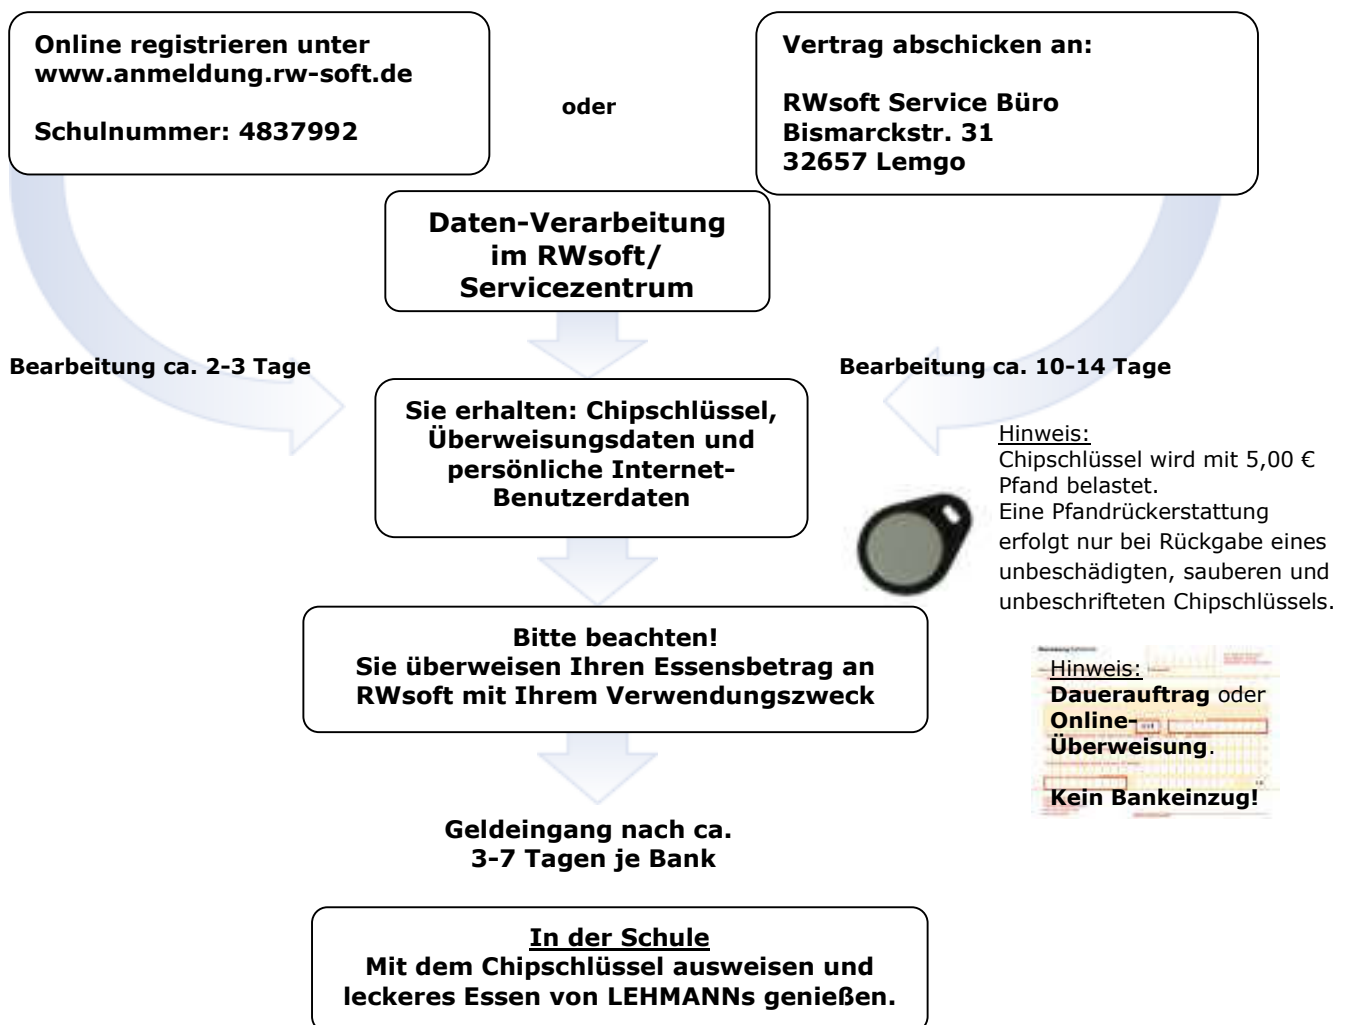 Online registrieren unter
www.anmeldung.rw-soft.de
Schulnummer: 4837992
oder
Vertrag abschicken an:
RWsoft Service Büro
Bismarckstr. 31
32657 Lemgo
Daten-Verarbeitung
im RWsoft/
Servicezentrum
Bearbeitung ca. 2-3 Tage
Bearbeitung ca. 10-14 Tage
Sie erhalten: Chipschlüssel,
Überweisungsdaten und
persönliche Internet-
Benutzerdaten
Hinweis:
Chipschlüssel wird mit 5,00 €
Pfand belastet.
Eine Pfandrückerstattung
erfolgt nur bei Rückgabe eines
unbeschädigten, sauberen und
unbeschrifteten Chipschlüssels.
Bitte beachten!
Sie überweisen Ihren Essensbetrag an
RWsoft mit Ihrem Verwendungszweck
Hinweis:
Dauerauftrag oder
Online-
Überweisung.
Kein Bankeinzug!
Geldeingang nach ca.
3-7 Tagen je Bank
In der Schule
Mit dem Chipschlüssel ausweisen und
leckeres Essen von LEHMANNs genießen.